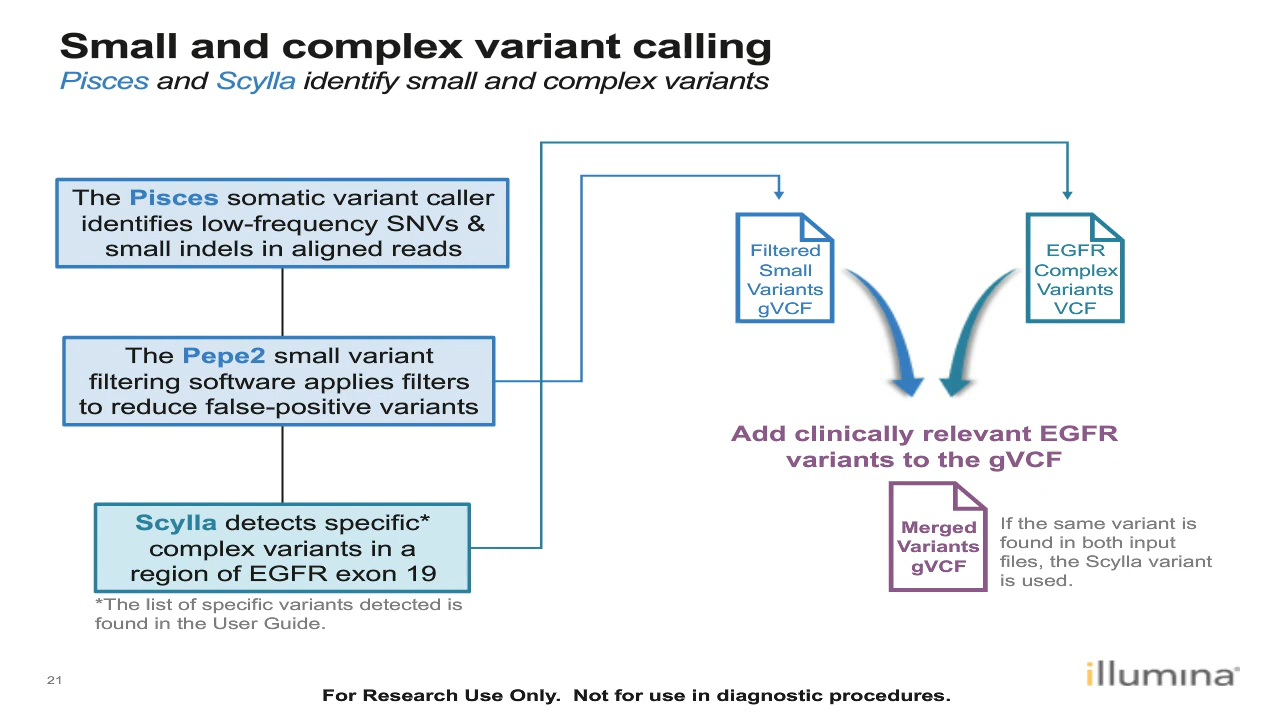 Small and complex variant calling
Pisces and Scylla identify small and complex variants
The Pisces somatic variant caller
identifies low-frequency SNVs &
small indels in aligned reads
The Pepe2 small variant
filtering software applies filters
to reduce false-positive variants
Scylla detects specific*
complex variants in a
region of EGFR exon 19
*The list of specific variants detected is
found in the User Guide.
Filtered
Small
Variants
gVCF
EGFR
Complex
Variants
VCF
Add clinically relevant EGFR
variants to the gVCF
Merged
Variants
gVCF
If the same variant is
found in both input
files, the Scylla variant
is used.
21
For Research Use Only.  Not for use in diagnostic procedures.
illumina®